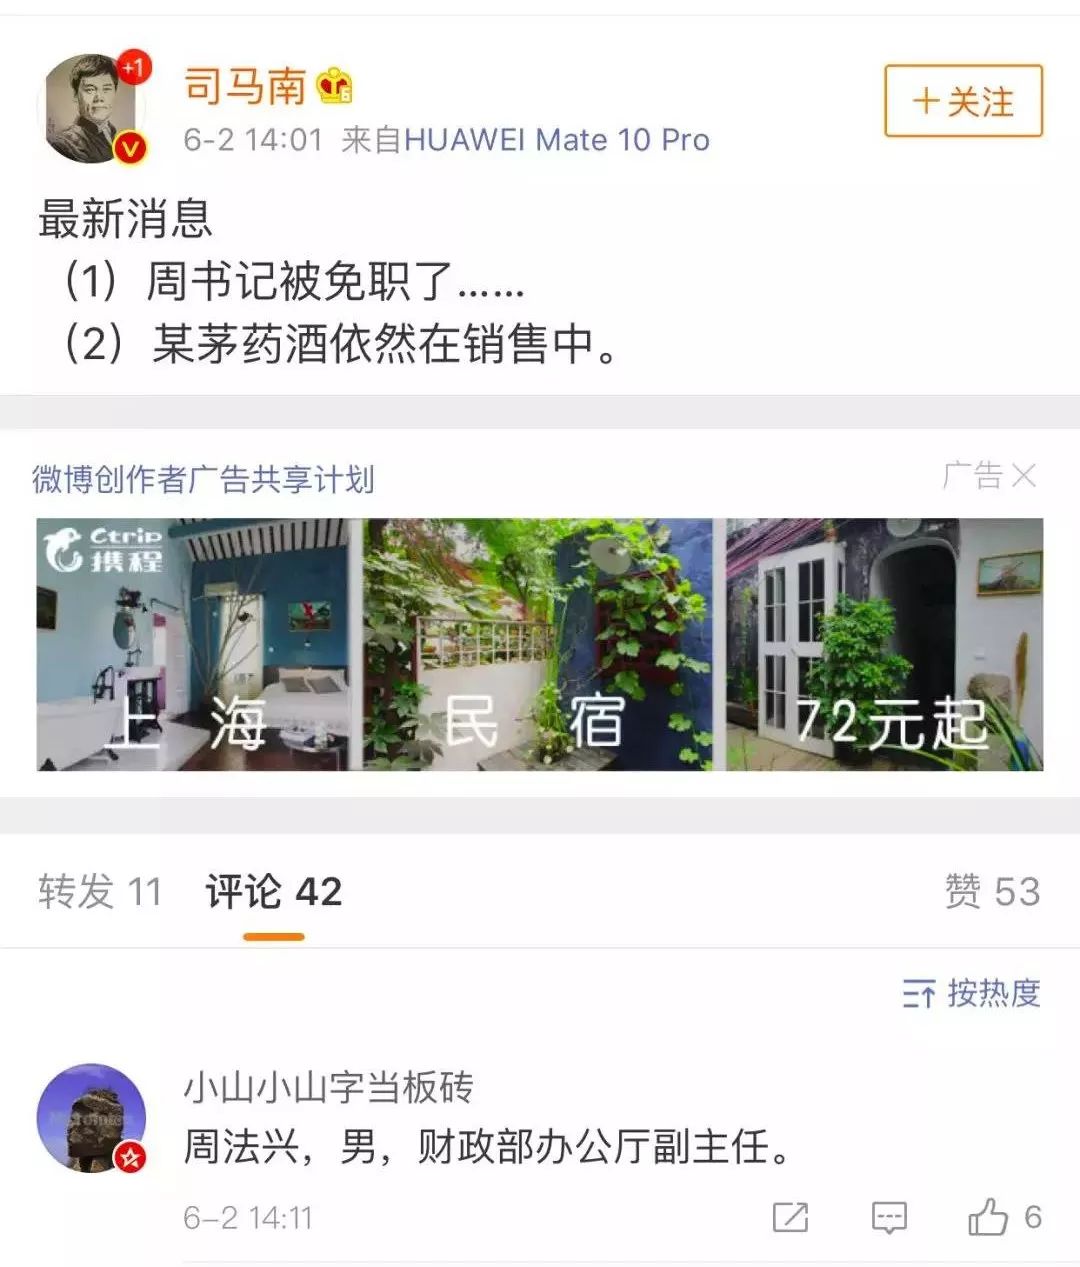 +1
司马南
6-2 14:01 来自HUAWEI Mate 10 Pro
+关注
最新消息
（1）周书记被免职了……
（2）某茅药酒依然在销售中。
微博创作者广告共享计划
广告
Ctrip
携程
上 海 民 宿 72元起
转发 11
评论 42
赞 53
按热度
小山小山字当板砖
周法兴，男，财政部办公厅副主任。
6-2 14:11
6